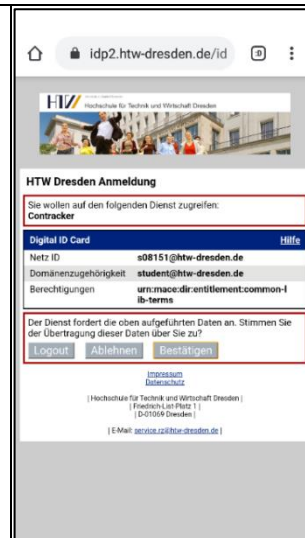 idp2.htw-dresden.de/id
:D
HTW
Hochschule für Technik und Wirtschaft Dresden
HTW Dresden Anmeldung
Sie wollen auf den folgenden Dienst zugreifen:
Contracker
Digital ID Card Hilfe
Netz ID s08151@htw-dresden.de
Domänenzugehörigkeit student@htw-dresden.de
Berechtigungen urn:mace:dir:entitlement:common-l
ib-terms
Der Dienst fordert die oben aufgeführten Daten an. Stimmen Sie
der Übertragung dieser Daten über Sie zu?
Logout Ablehnen Bestätigen
Impressum
Datenschutz
| Hochschule für Technik und Wirtschaft Dresden |
| Friedrich-List-Platz 1 |
| D-01069 Dresden |
| E-Mail: service.rz@htw-dresden.de |